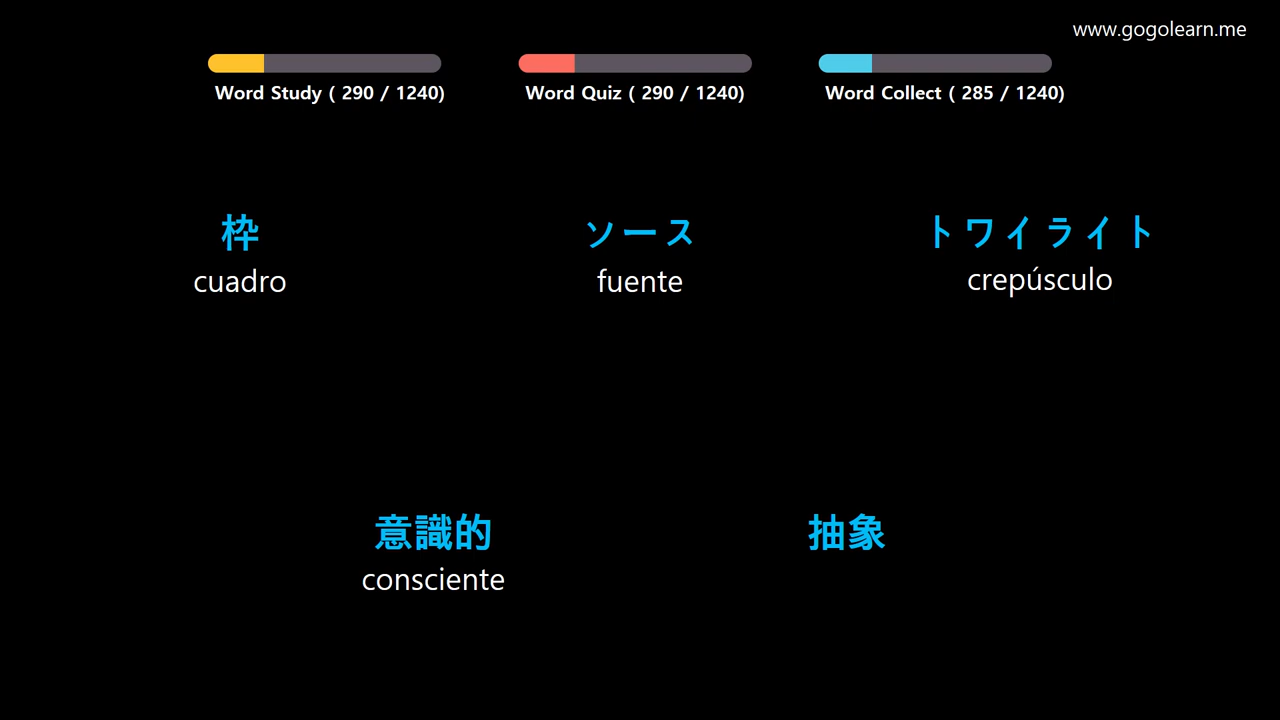 www.gogolearn.me
Word Study ( 290 / 1240)
Word Quiz ( 290 / 1240)
Word Collect ( 285 / 1240)
枠
cuadro
ソース
fuente
トワイライト
crepúsculo
意識的
consciente
抽象